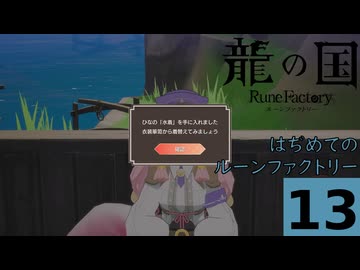 龍の国
Rune Factory
ルーンファクトリー
ひなの「水着」を手に入れました
衣装箪笥から着替えてみましょう
確認
はぢめての
ルーンファクトリー
13